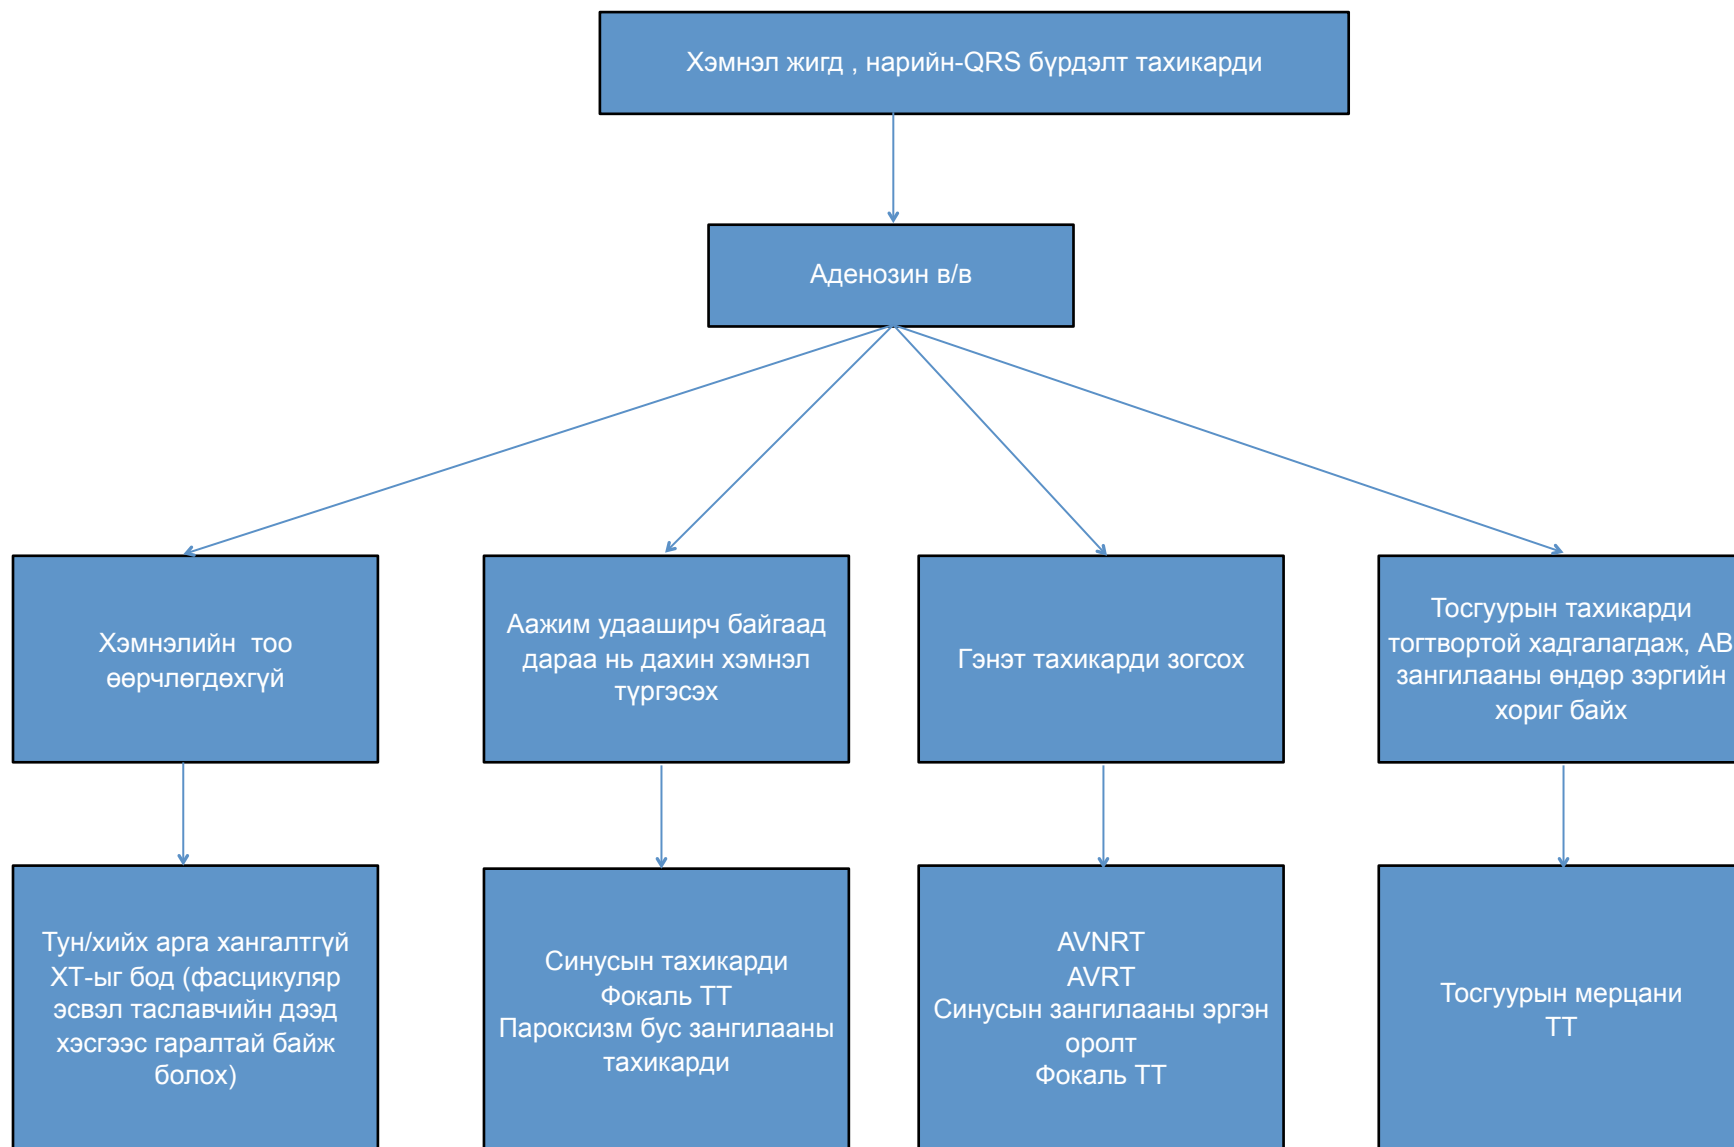 Хэмнэл жигд , нарийн-QRS бүрдэлт тахикарди
Аденозин в/в
Хэмнэлийн тоо
өөрчлөгдөхгүй
Аажим удааширч байгаад
дараа нь дахин хэмнэл
түргэсэх
Гэнэт тахикарди зогсох
Тосгуурын тахикарди
тогтвортой хадгалагдаж, АВ
зангилааны өндөр зэргийн
хориг байх
Тун/хийх арга хангалтгүй
ХТ-ыг бод (фасцикуляр
эсвэл таславчийн дээд
хэсгээс гаралтай байж
болох)
Синусын тахикарди
Фокаль ТТ
Пароксизм бус зангилааны
тахикарди
AVNRT
AVRT
Синусын зангилааны эргэн
оролт
Фокаль ТТ
Тосгуурын мерцани
ТТ